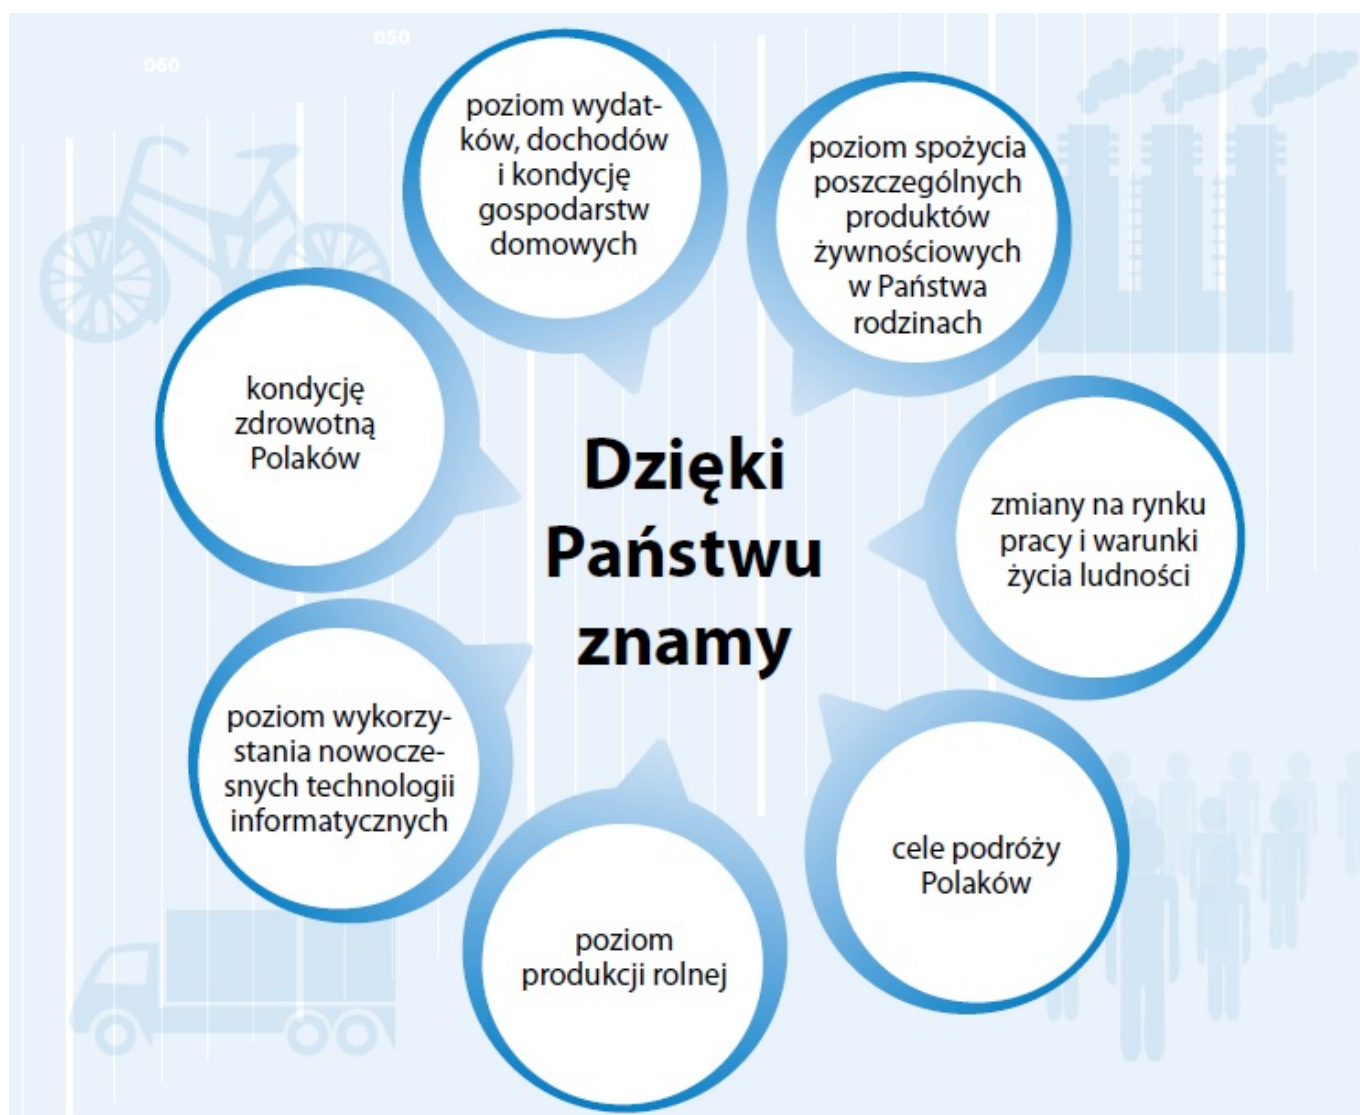 060
050
poziom wydat-
ków, dochodów
i kondycję
gospodarstw
domowych
poziom spożycia
poszczególnych
produktów
żywnościowych
w Państwa
rodzinach
kondycję
zdrowotną
Polaków
Dzięki
Państwu
znamy
zmiany na rynku
pracy i warunki
życia ludności
poziom wykorzy-
stania nowocze-
snych technologii
informatycznych
cele podróży
Polaków
poziom
produkcji rolnej